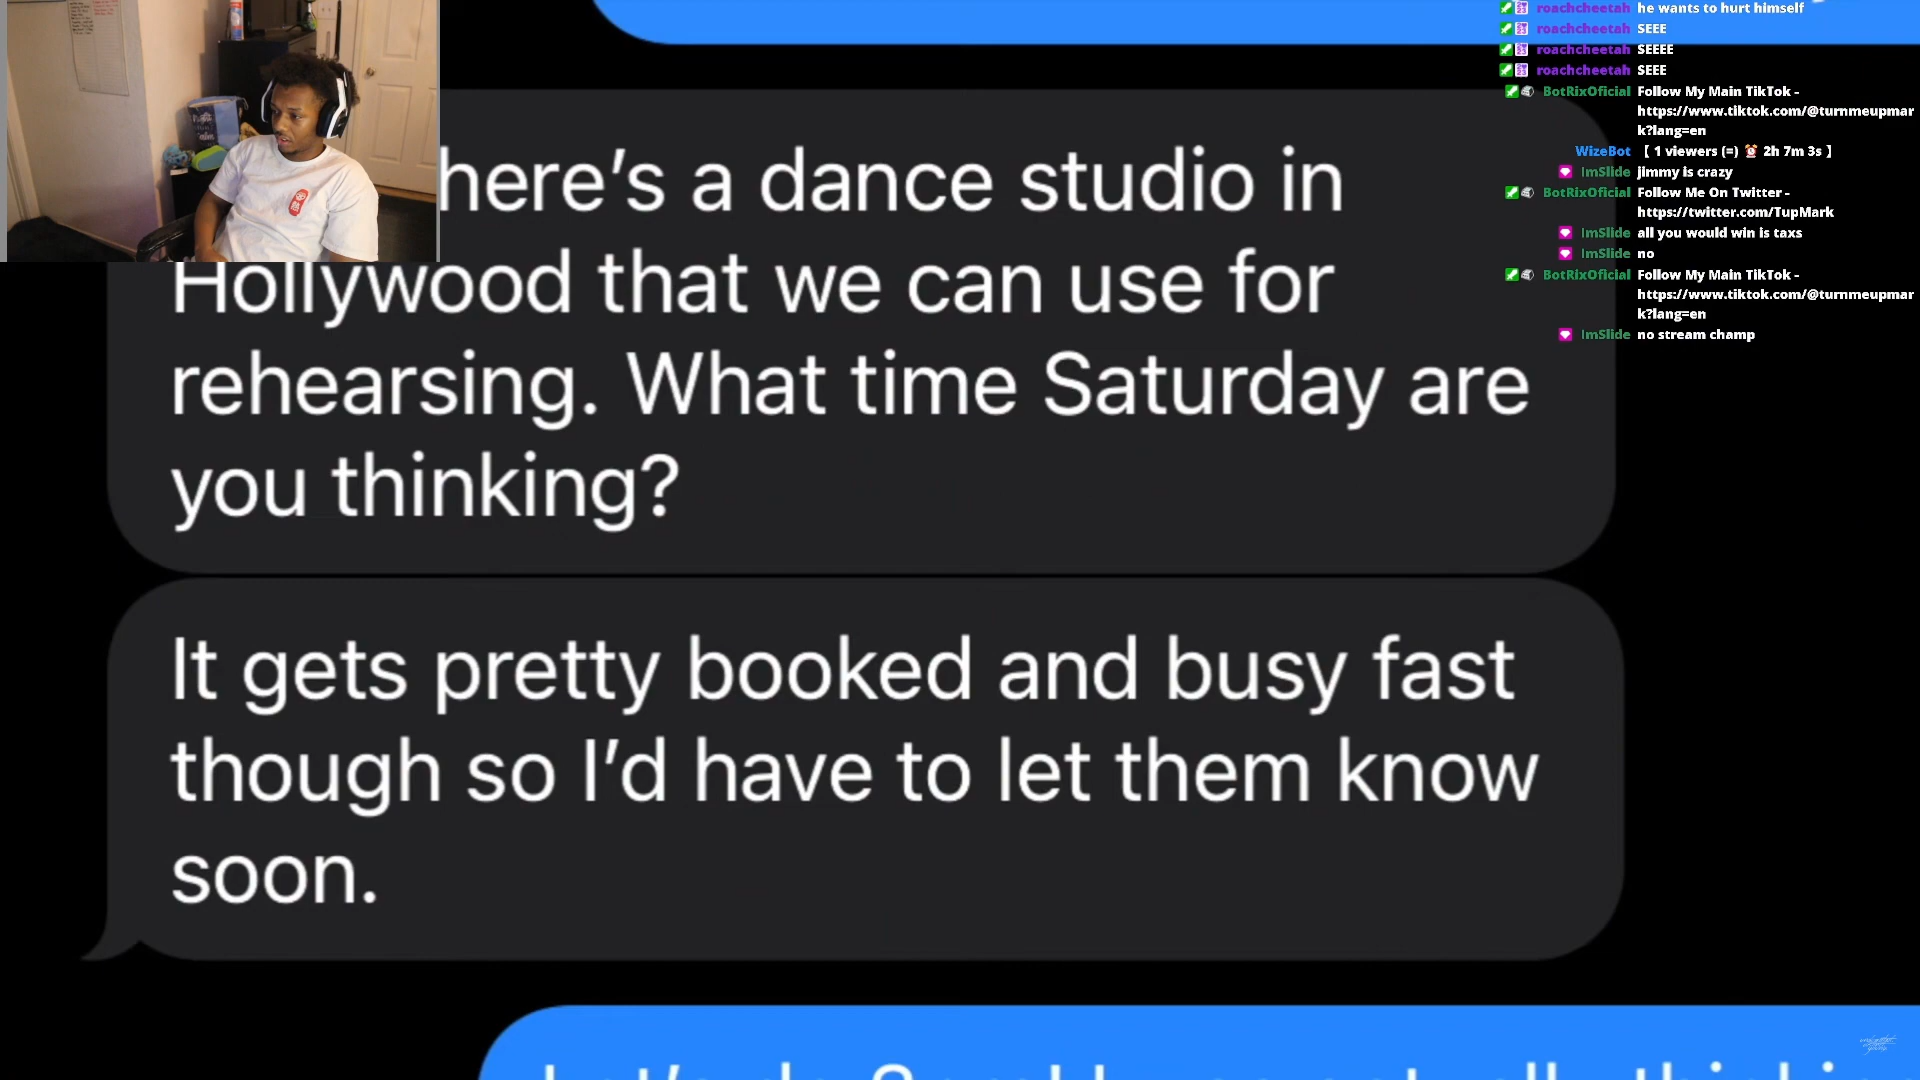 here’s a dance studio in
Hollywood that we can use for
rehearsing. What time Saturday are
you thinking?
It gets pretty booked and busy fast
though so I’d have to let them know
soon.
roachcheetah he wants to hurt himself
roachcheetah SEEE
roachcheetah SEEEE
roachcheetah SEEE
BotRixOficial Follow My Main TikTok -
https://www.tiktok.com/@turnmeupmar
k?lang=en
WizeBot 【 1 viewers (=) ⏰ 2h 7m 3s 】
ImSlide jimmy is crazy
BotRixOficial Follow Me On Twitter -
https://twitter.com/TupMark
ImSlide all you would win is taxs
ImSlide no
BotRixOficial Follow My Main TikTok -
https://www.tiktok.com/@turnmeupmar
k?lang=en
ImSlide no stream champ